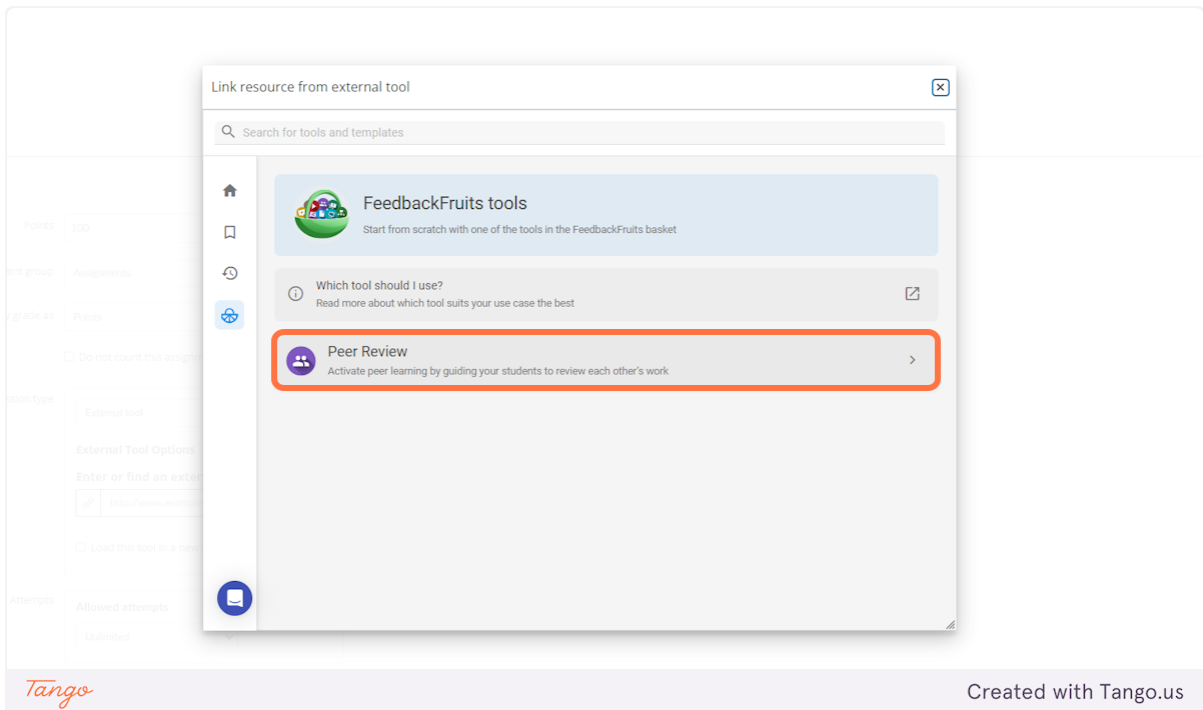 Link resource from external tool
Search for tools and templates
FeedbackFruits tools
Start from scratch with one of the tools in the FeedbackFruits basket
Which tool should I use?
Read more about which tool suits your use case the best
Peer Review
Activate peer learning by guiding your students to review each other's work
Points
100
Assignments
Points
Do not count this
External tool
External Tool Options
Enter or find an
Load this tool in a new
Attempts
Allowed attempts
Unlimited
Tango
Created with Tango.us